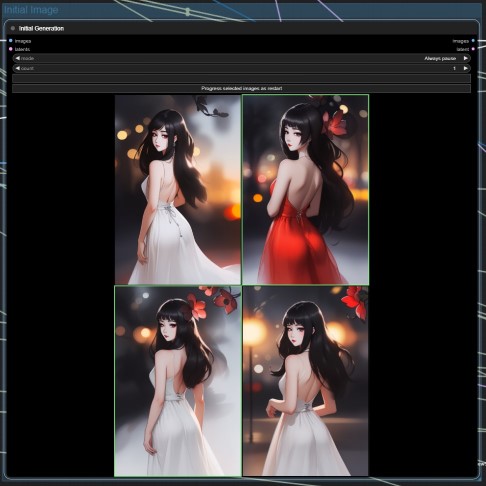 Initial Image
Initial Generation
images images
latents latent
mode Always pause
count 1
Progress selected images as restart